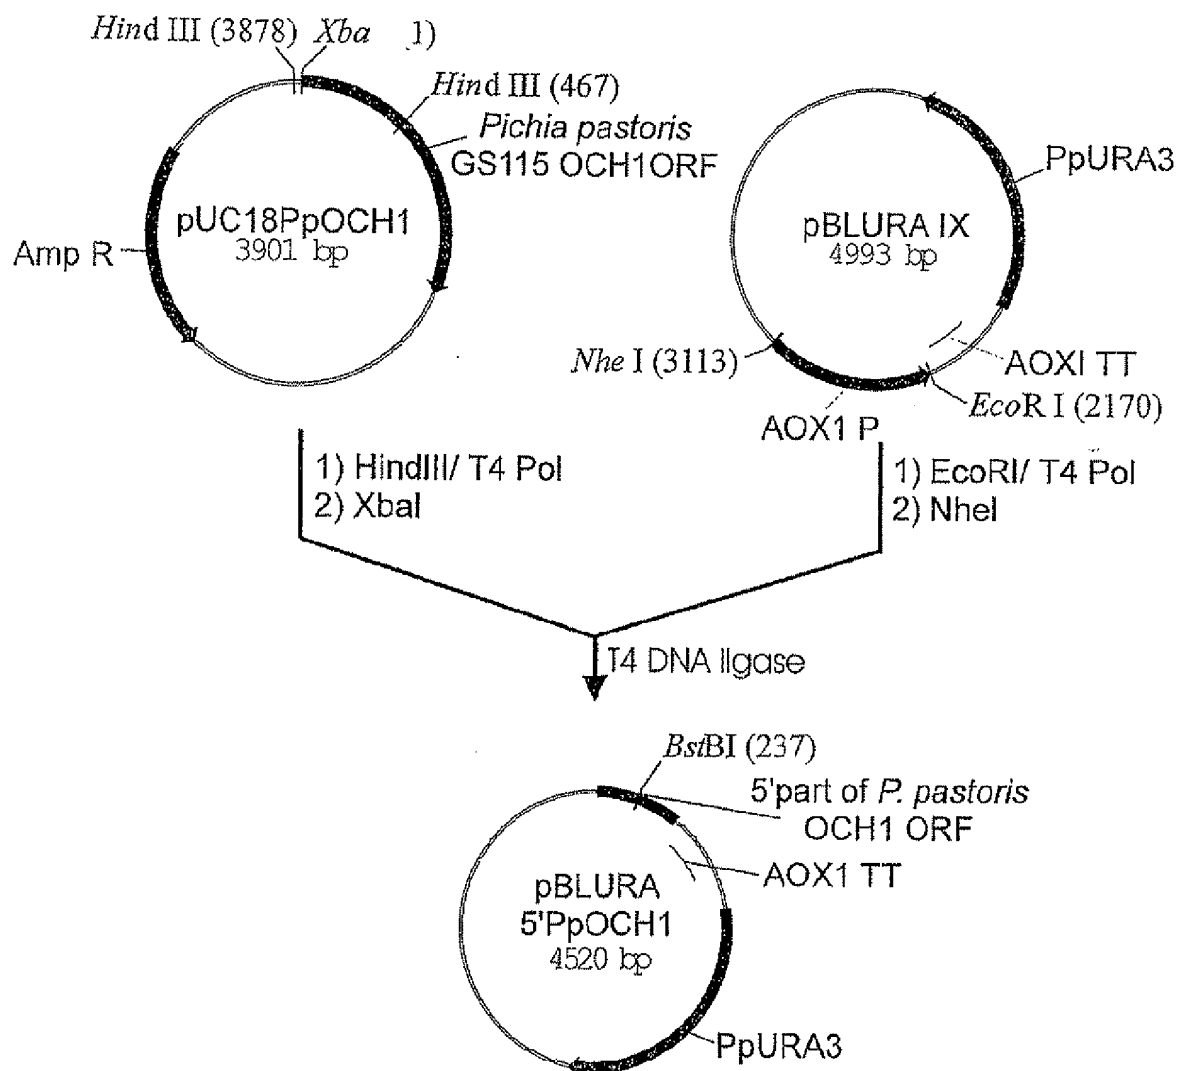 Hind III (3878) Xba 1)
Hind III (467)
Pichia pastoris
GS115 OCH1ORF
pUC18PpOCH1
3901 bp
Amp R
PpURA3
pBLURA IX
4993 bp
Nhe I (3113)
AOXI TT
EcoR I (2170)
AOX1 P
1) HindIII/ T4 Pol
2) XbaI
1) EcoRI/ T4 Pol
2) NheI
T4 DNA ligase
BstBI (237)
5'part of P. pastoris
OCH1 ORF
AOX1 TT
pBLURA
5'PpOCH1
4520 bp
PpURA3